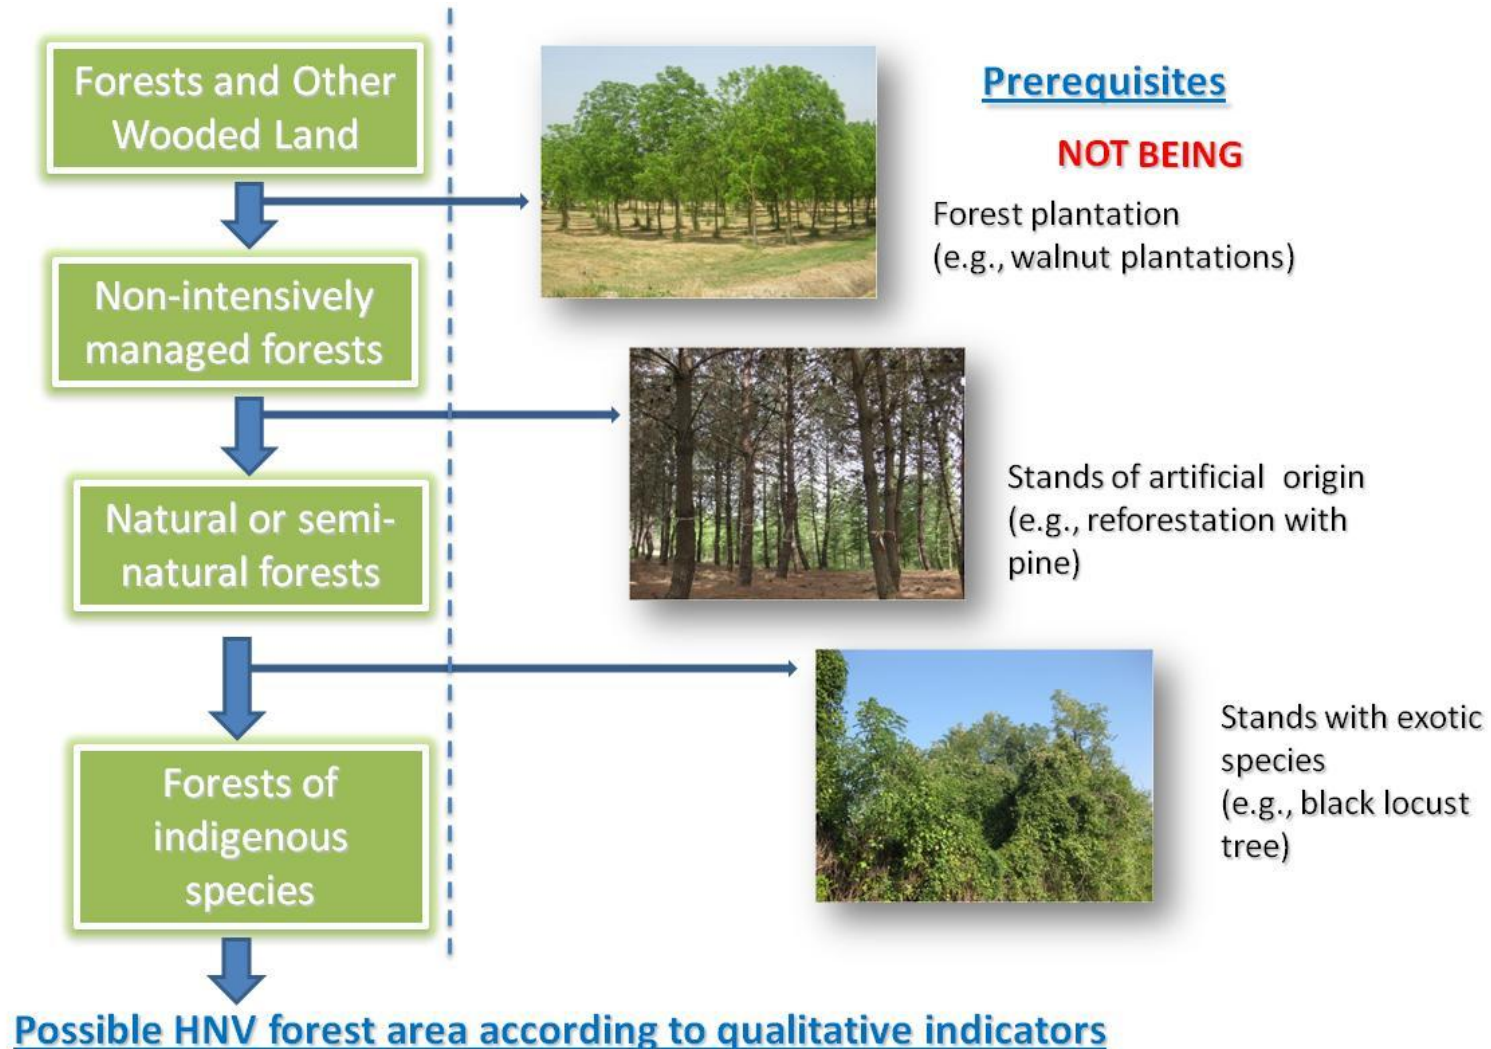 Forests and Other
Wooded Land
Prerequisites
NOT BEING
Forest plantation
(e.g., walnut plantations)
Non-intensively
managed forests
Stands of artificial  origin
(e.g., reforestation with
pine)
Natural or semi-
natural forests
Stands with exotic
species
(e.g., black locust
tree)
Forests of
indigenous
species
Possible HNV forest area according to qualitative indicators